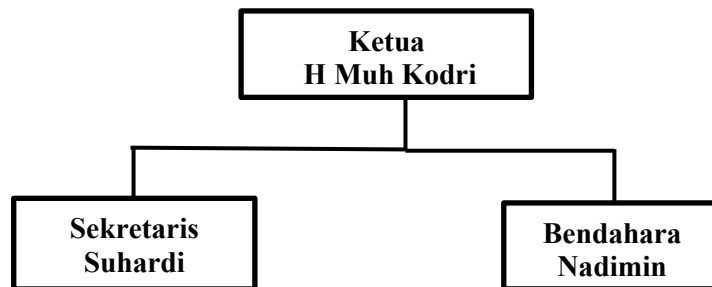 Ketua
H Muh Kodri
Sekretaris
Suhardi
Bendahara
Nadimin